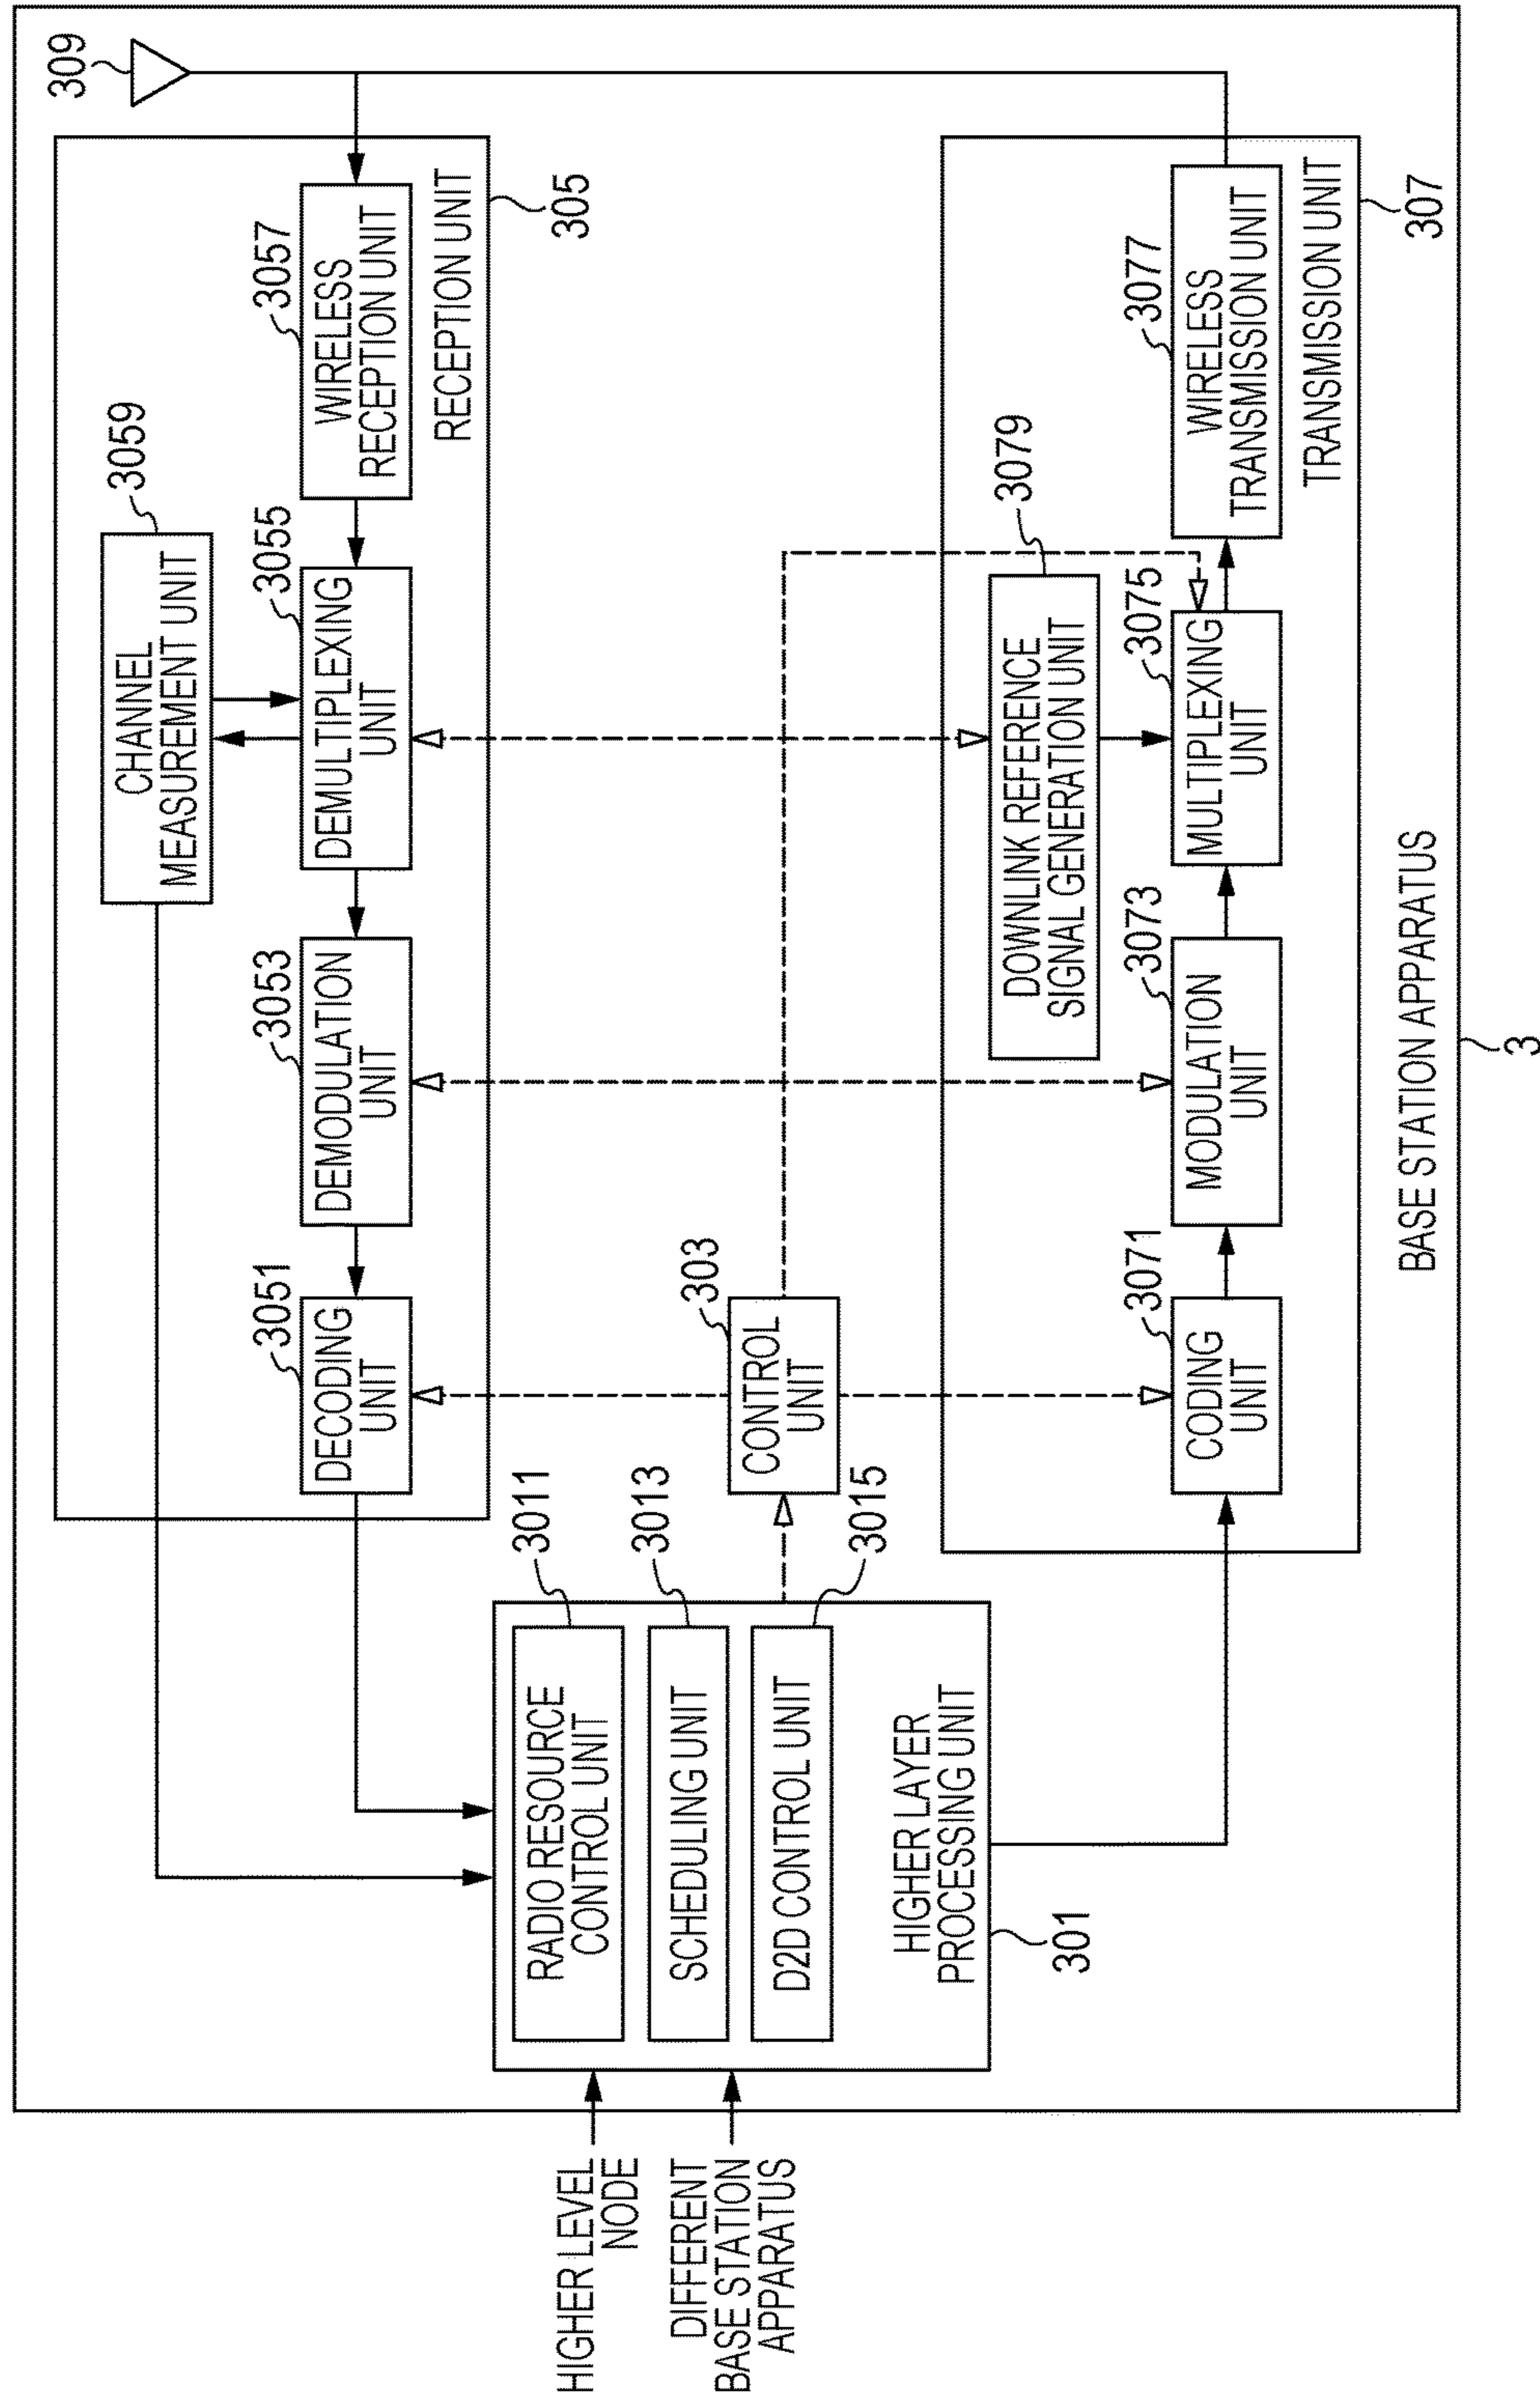 309
3059
CHANNEL
MEASUREMENT UNIT
3051
DECODING
UNIT
3053
DEMODULATION
UNIT
3055
DEMULTIPLEXING
UNIT
3057
WIRELESS
RECEPTION UNIT
RECEPTION UNIT
305
HIGHER LEVEL
NODE
DIFFERENT
BASE STATION
APPARATUS
3011
RADIO RESOURCE
CONTROL UNIT
3013
SCHEDULING UNIT
3015
D2D CONTROL UNIT
HIGHER LAYER
PROCESSING UNIT
301
303
CONTROL
UNIT
3079
DOWNLINK REFERENCE
SIGNAL GENERATION UNIT
3071
CODING
UNIT
3073
MODULATION
UNIT
3075
MULTIPLEXING
UNIT
3077
WIRELESS
TRANSMISSION UNIT
TRANSMISSION UNIT
307
BASE STATION APPARATUS
3